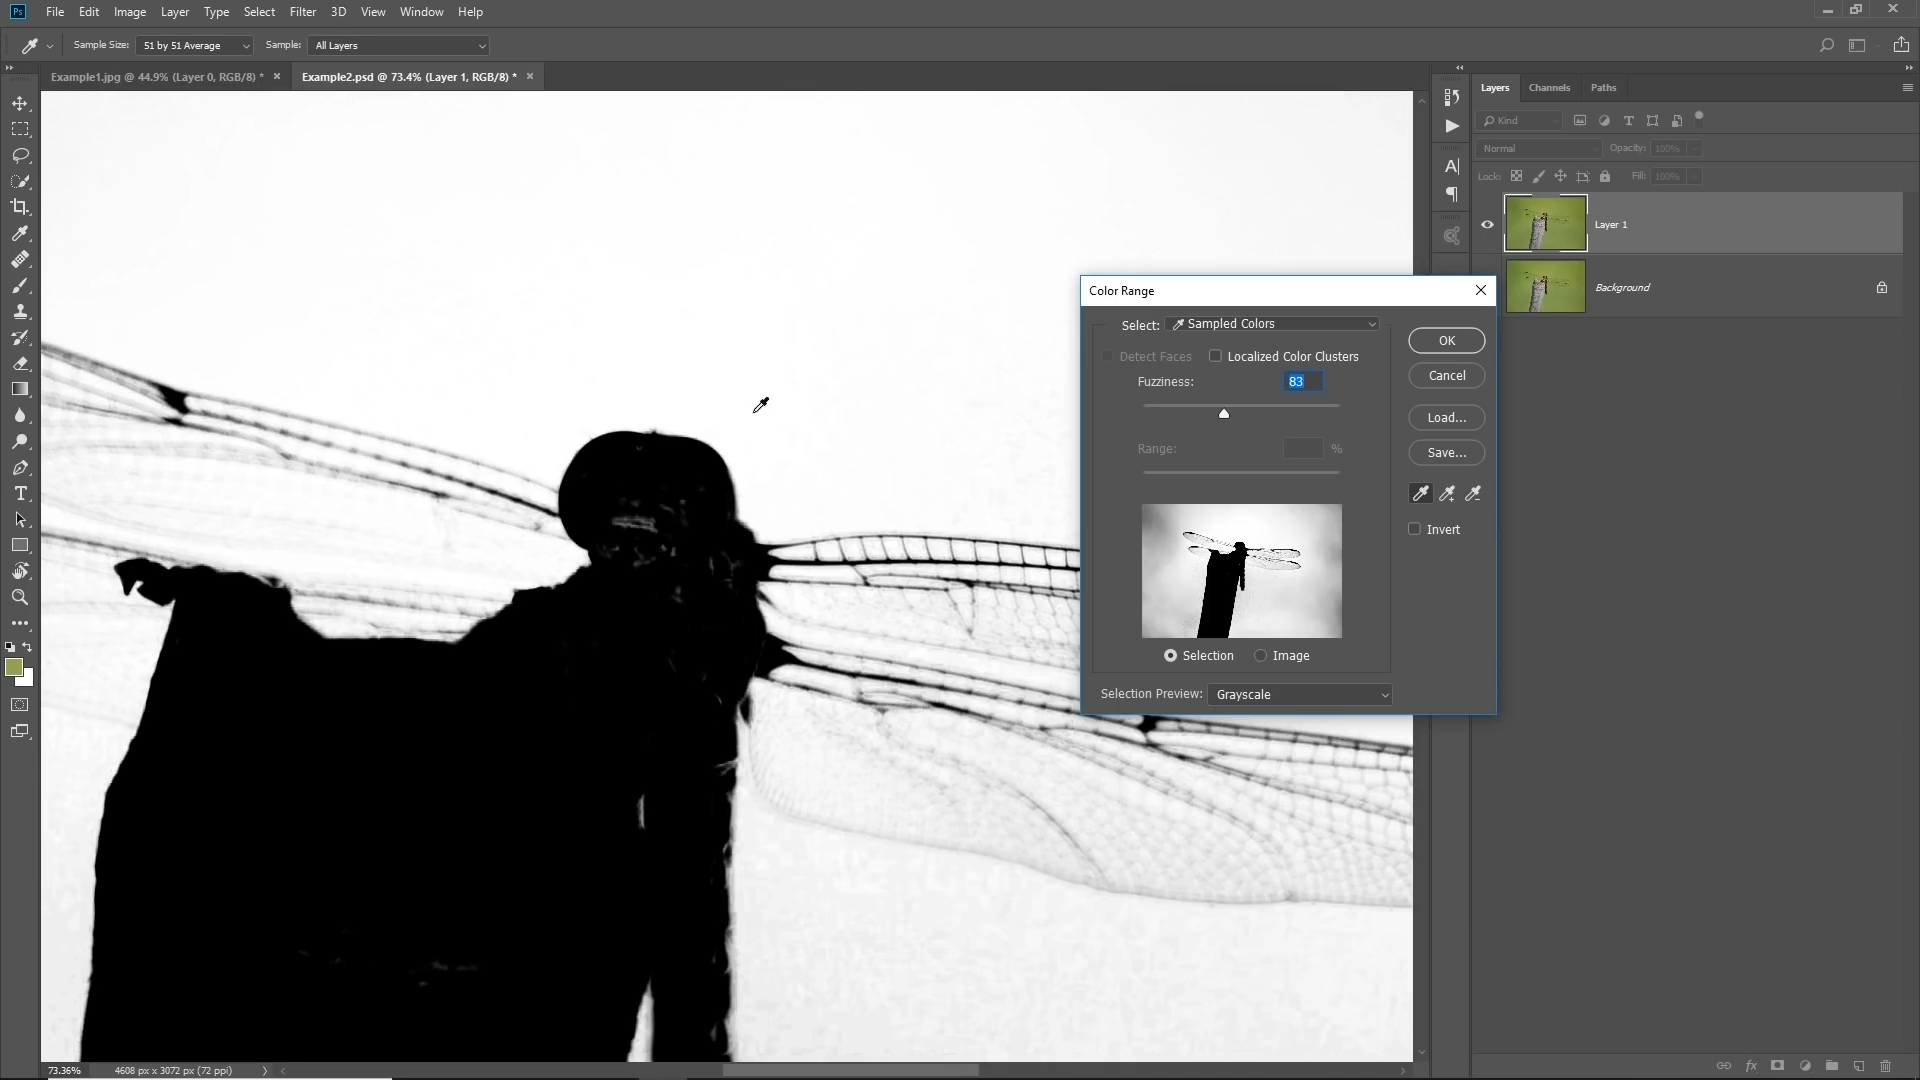 Ps File Edit Image Layer Type Select Filter 3D View Window Help
Sample Size: 51 by 51 Average Sample: All Layers
Example1.jpg @ 44.9% (Layer 0, RGB/8) * × Example2.psd @ 73.4% (Layer 1, RGB/8) * ×
Layers Channels Paths
Kind
Normal Opacity: 100%
Lock: Fill: 100%
Layer 1
Background
Color Range
Select: Sampled Colors
OK
Detect Faces Localized Color Clusters
Cancel
Fuzziness: 83
Load...
Range: %
Save...
Invert
Selection Image
Selection Preview: Grayscale
73.36% 4608 px x 3072 px (72 ppi)